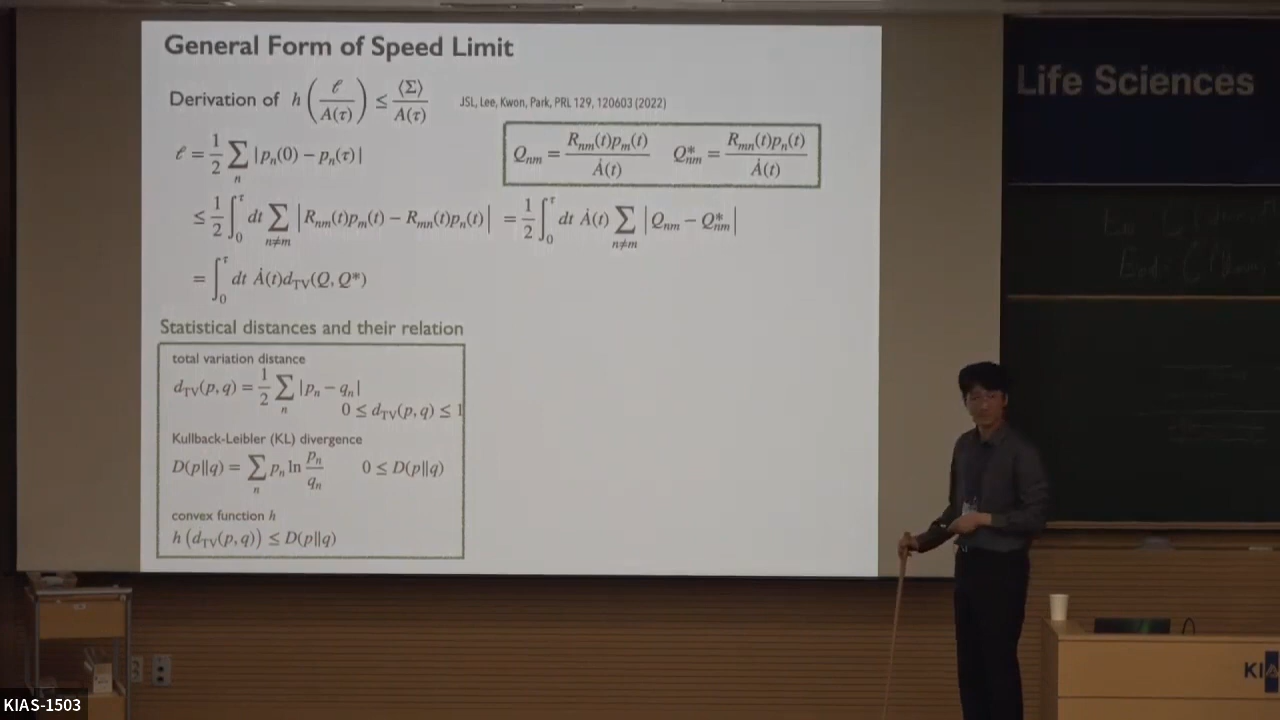 General Form of Speed Limit
Derivation of h(ℓ/A(τ)) ≤ ⟨Σ⟩/A(τ)
JSL, Lee, Kwon, Park, PRL 129, 120603 (2022)
ℓ = 1/2 ∑_n |p_n(0) − p_n(τ)|
Q_nm = R_nm(t)p_m(t)/Ȧ(t) Q*_nm = R_mn(t)p_n(t)/Ȧ(t)
≤ 1/2 ∫_0^τ dt ∑_{n≠m} |R_nm(t)p_m(t) − R_mn(t)p_n(t)| = 1/2 ∫_0^τ dt Ȧ(t) ∑_{n≠m} |Q_nm − Q*_nm|
= ∫_0^τ dt Ȧ(t)d_TV(Q, Q*)
Statistical distances and their relation
total variation distance
d_TV(p, q) = 1/2 ∑_n |p_n − q_n|
0 ≤ d_TV(p, q) ≤ 1
Kullback-Leibler (KL) divergence
D(p||q) = ∑_n p_n ln p_n/q_n 0 ≤ D(p||q)
convex function h
h (d_TV(p, q)) ≤ D(p||q)
Life Sciences
KI
KIAS-1503